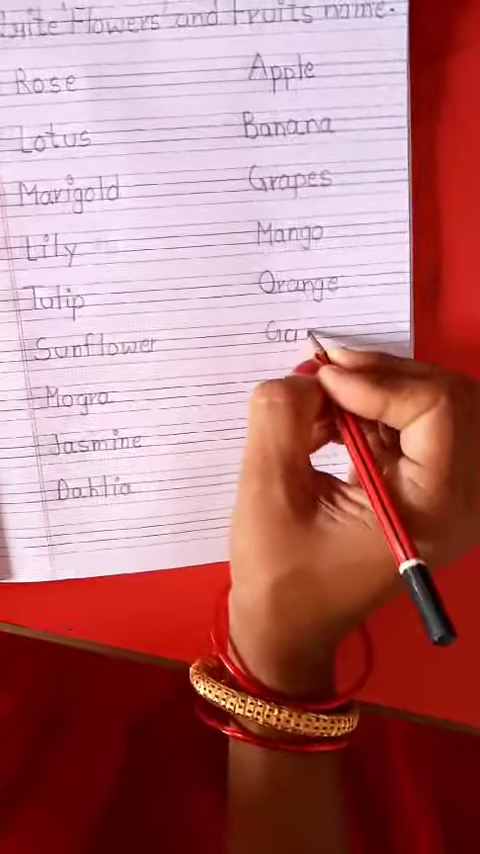 Write Flowers' and Fruits name.
Rose Apple
Lotus Banana
Marigold Grapes
Lily Mango
Tulip Orange
Sunflower Ga
Mogra
Jasmine
Dahlia